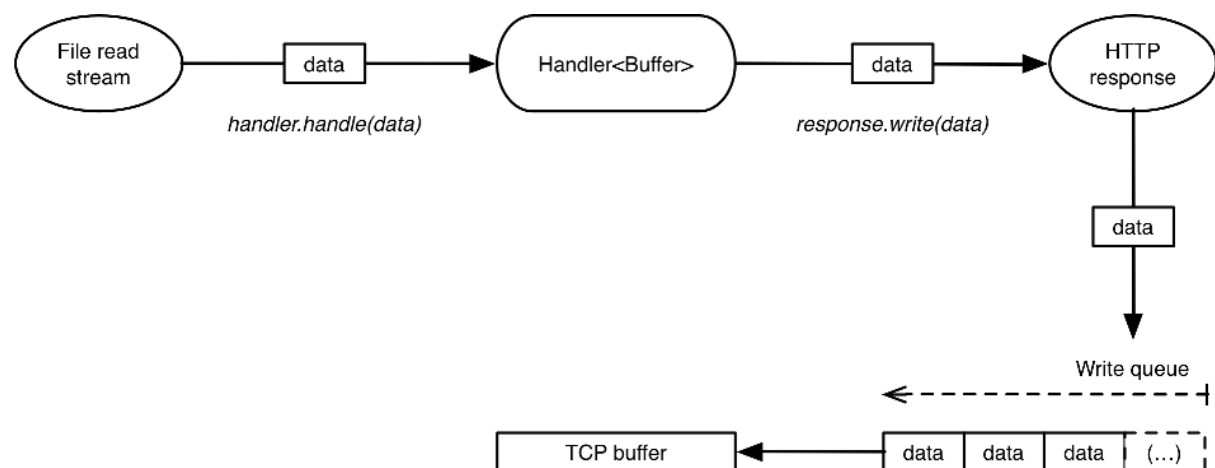 File read
stream
data
Handler<Buffer>
data
HTTP
response
handler.handle(data)
response.write(data)
data
Write queue
TCP buffer
data
data
data
(...)